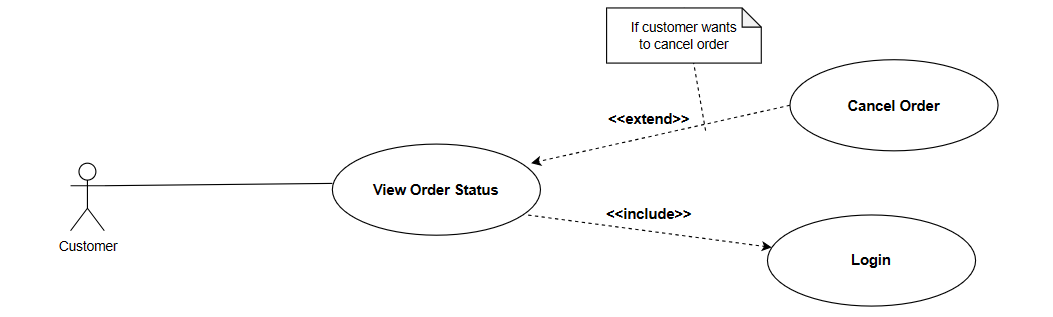 If customer wants
to cancel order
Cancel Order
<<extend>>
View Order Status
<<include>>
Customer
Login